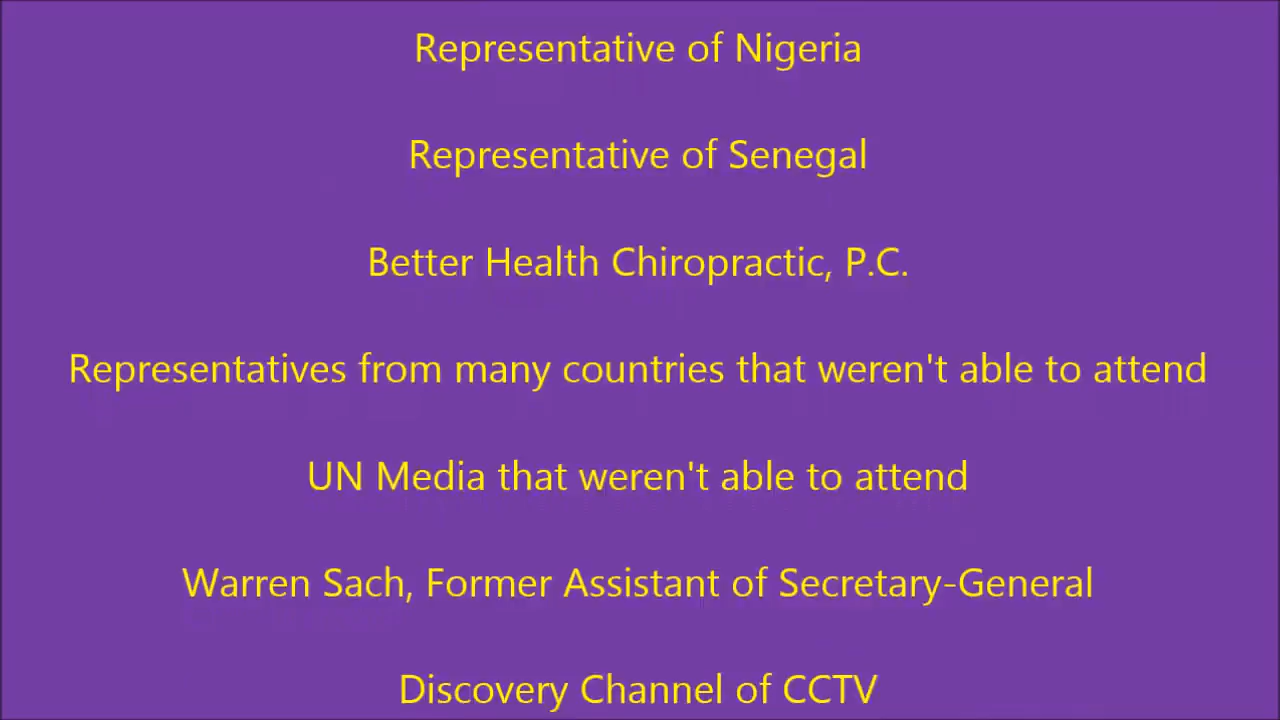 Representative of Nigeria
Representative of Senegal
Better Health Chiropractic, P.C.
Representatives from many countries that weren't able to attend
UN Media that weren't able to attend
Warren Sach, Former Assistant of Secretary-General
Discovery Channel of CCTV